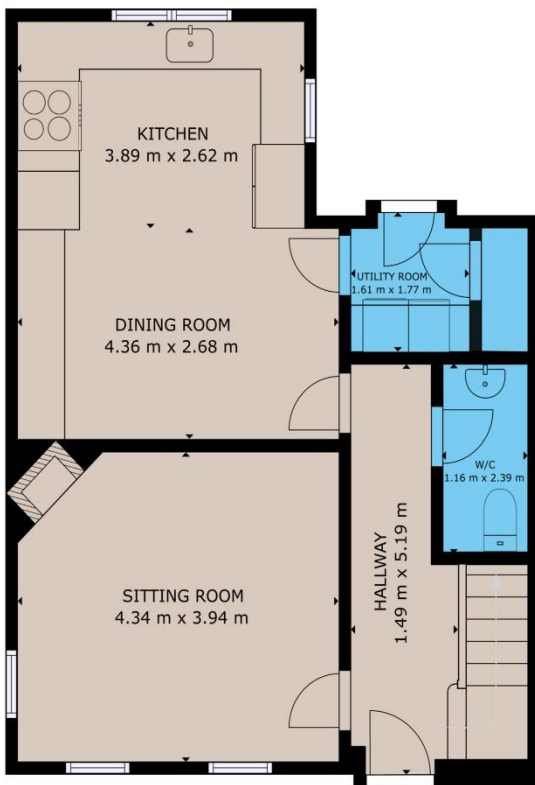 KITCHEN
3.89 m x 2.62 m
UTILITY ROOM
1.61 m x 1.77 m
DINING ROOM
4.36 m x 2.68 m
W/C
1.16 m x 2.39 m
HALLWAY
1.49 m x 5.19 m
SITTING ROOM
4.34 m x 3.94 m